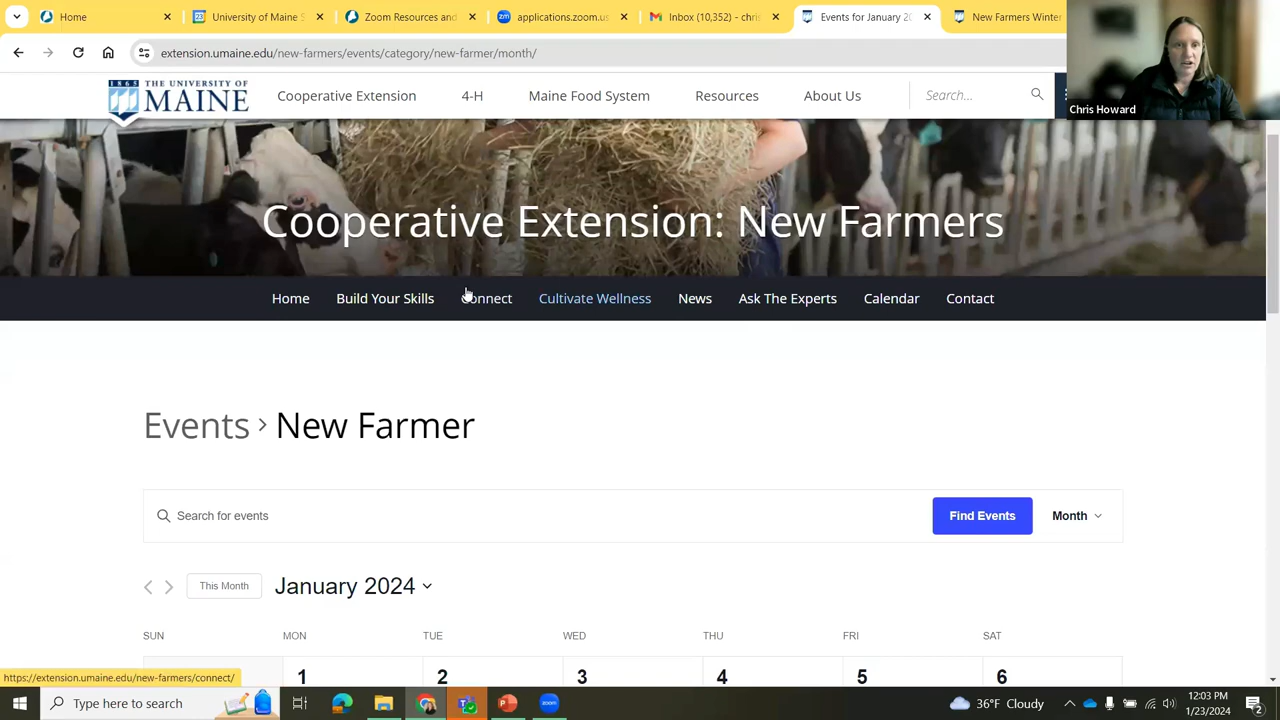 Home
University of Maine S
Zoom Resources and
applications.zoom.us
Inbox (10,352) - chri
Events for January 20
New Farmers Winter
extension.umaine.edu/new-farmers/events/category/new-farmer/month/
1865 THE UNIVERSITY OF
MAINE
Cooperative Extension
4-H
Maine Food System
Resources
About Us
Search...
Chris Howard
Cooperative Extension: New Farmers
Home
Build Your Skills
Connect
Cultivate Wellness
News
Ask The Experts
Calendar
Contact
Events > New Farmer
Search for events
Find Events
Month
This Month
January 2024
SUN MON TUE WED THU FRI SAT
1 2 3 4 5 6
https://extension.umaine.edu/new-farmers/connect/
Type here to search
36°F Cloudy
12:03 PM
1/23/2024
2